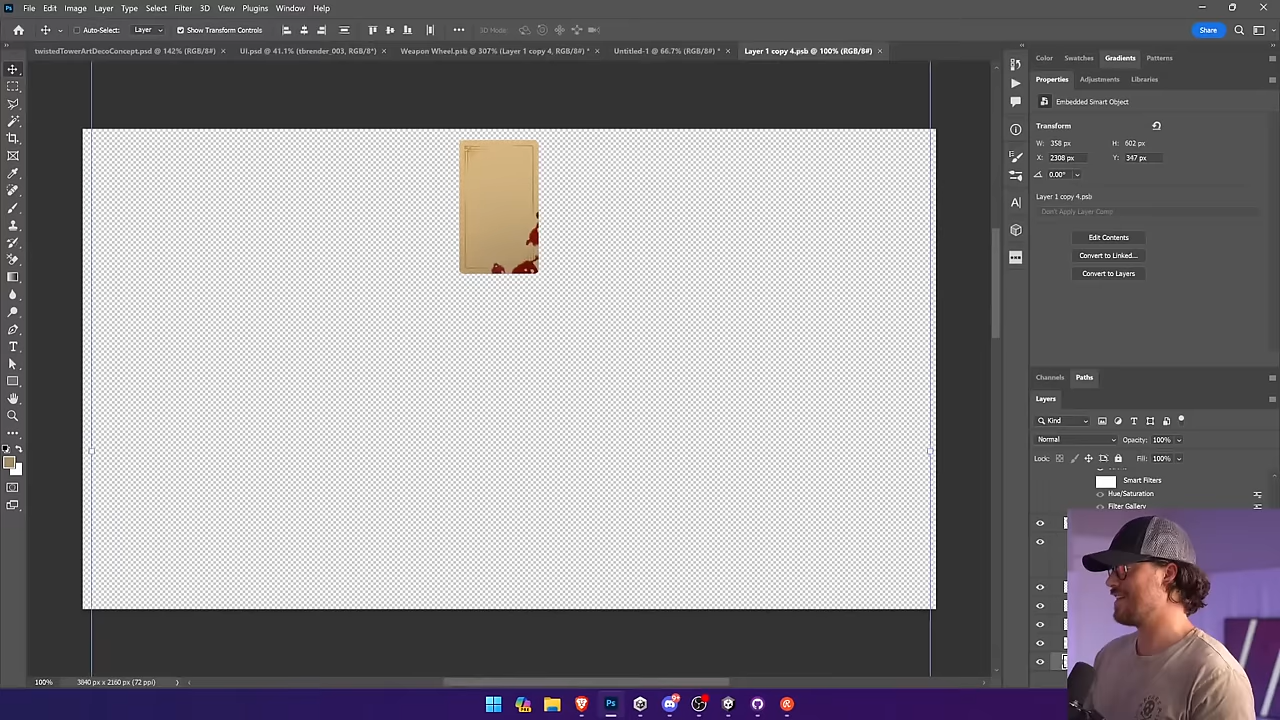 Ps File Edit Image Layer Type Select Filter 3D View Plugins Window Help
Auto-Select: Layer Show Transform Controls 3D Mode: Share
twistedTowerArtDecoConcept.psd @ 142% (RGB/8#) × UI.psd @ 41.1% (tbrender_003, RGB/8#) * × Weapon Wheel.psb @ 307% (Layer 1 copy 4, RGB/8#) * × Untitled-1 @ 66.7% (RGB/8#) * × Layer 1 copy 4.psb @ 100% (RGB/8#) ×
Color Swatches Gradients Patterns
Properties Adjustments Libraries
Embedded Smart Object
Transform
W: 358 px H: 602 px
X: 2308 px Y: 347 px
0.00°
Layer 1 copy 4.psb
Don't Apply Layer Comp
Edit Contents
Convert to Linked...
Convert to Layers
Channels Paths
Layers
Kind
Normal Opacity: 100%
Lock: Fill: 100%
Smart Filters
Hue/Saturation
Filter Gallery
100% 3840 px x 2160 px (72 ppi)
Ps